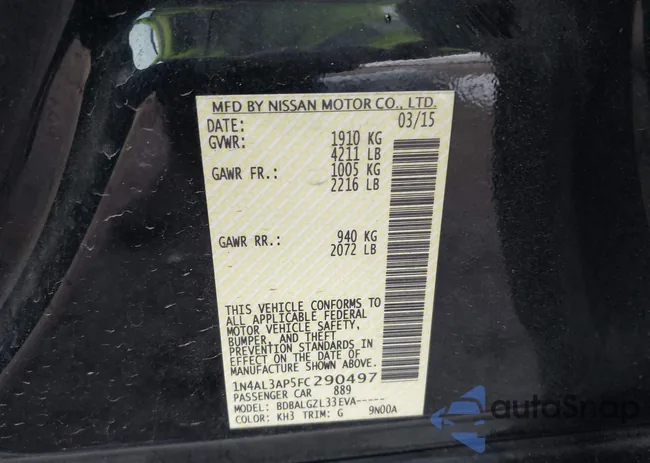 MFD BY NISSAN MOTOR CO., LTD.
DATE: 03/15
GVWR: 1910 KG
4211 LB
GAWR FR.: 1005 KG
2216 LB
GAWR RR.: 940 KG
2072 LB
THIS VEHICLE CONFORMS TO
ALL APPLICABLE FEDERAL
MOTOR VEHICLE SAFETY,
BUMPER, AND THEFT
PREVENTION STANDARDS IN
EFFECT ON THE DATE OF
MANUFACTURE SHOWN ABOVE.
1N4AL3AP5FC290497
PASSENGER CAR 889
MODEL: BDBALGZL33EVA-----
COLOR: KH3 TRIM: G 9N00A
autoSnap